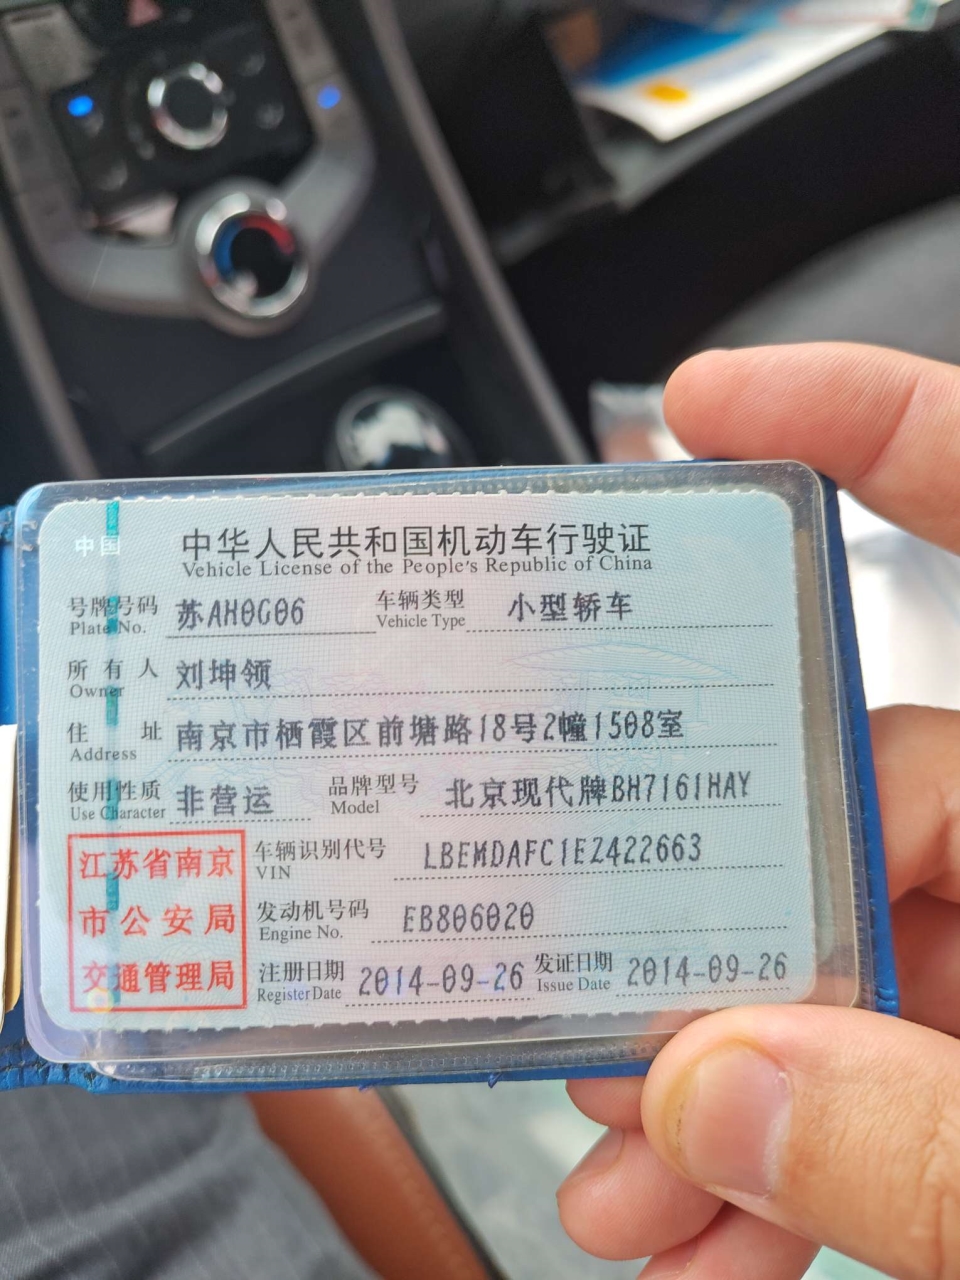 中国
中华人民共和国机动车行驶证
Vehicle License of the People's Republic of China
号牌号码 苏AH0G06 车辆类型 小型轿车
Plate No. Vehicle Type
所有人 刘坤领
Owner
住址 南京市栖霞区前塘路18号2幢1508室
Address
使用性质 非营运 品牌型号 北京现代牌BH7161HAY
Use Character Model
江苏省南京
市公安局
交通管理局
车辆识别代号 LBEMDAFC1EZ422663
VIN
发动机号码 EB806020
Engine No.
注册日期 2014-09-26 发证日期 2014-09-26
Register Date Issue Date